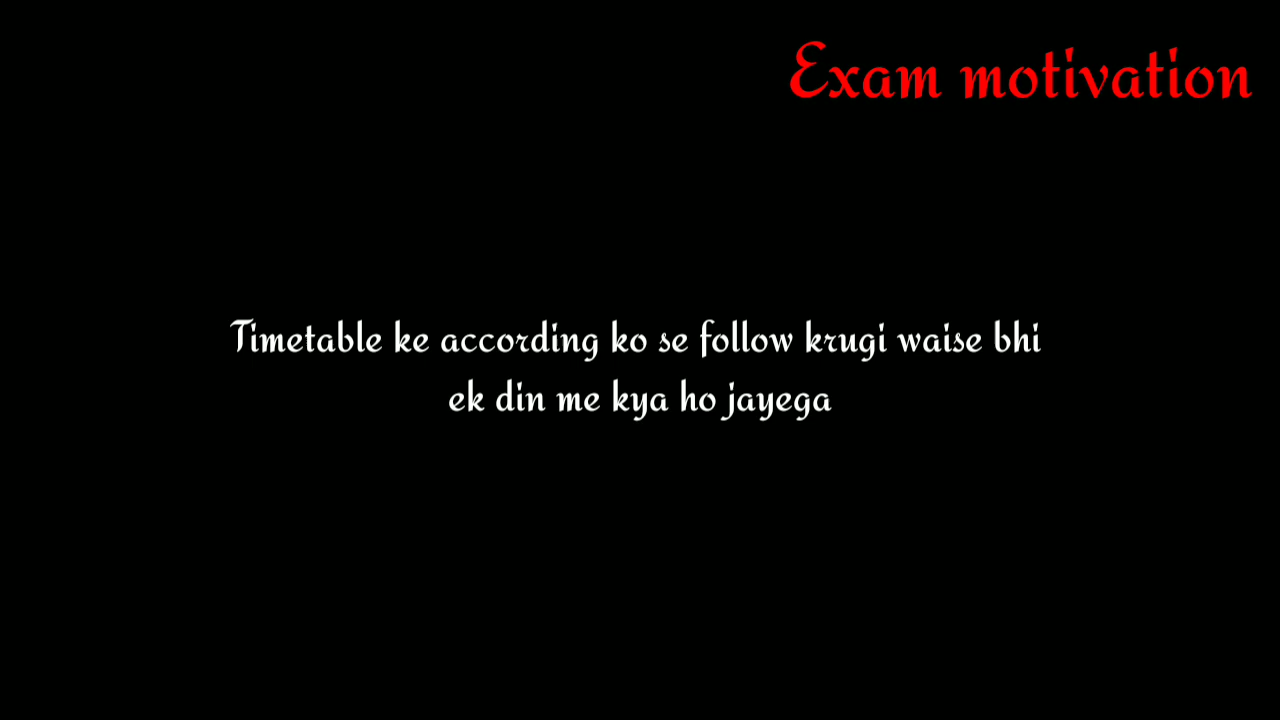 Exam motivation
Timetable ke according ko se follow krugi waise bhi
ek din me kya ho jayega